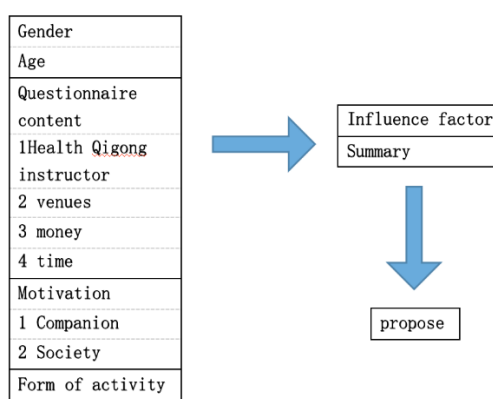 Gender
Age
Questionnaire
content
1Health Qigong
instructor
2 venues
3 money
4 time
Motivation
1 Companion
2 Society
Form of activity
Influence factor
Summary
propose